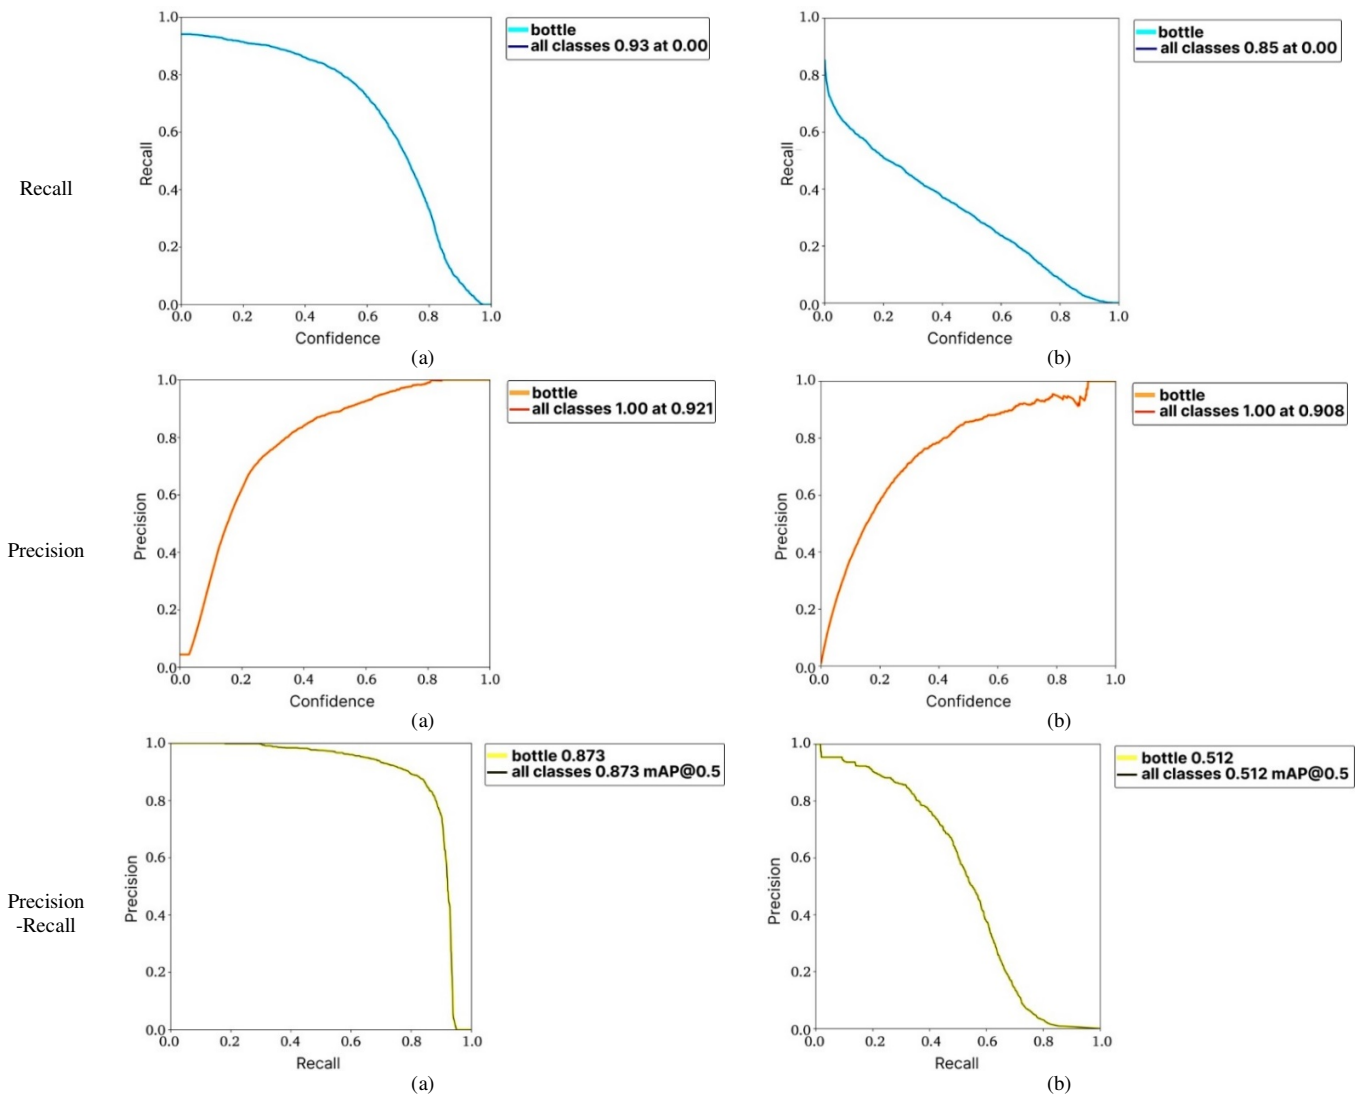 Recall
1.0
0.8
0.6
0.4
0.2
0.0
Recall
0.0 0.2 0.4 0.6 0.8 1.0
Confidence
bottle
all classes 0.93 at 0.00
(a)
1.0
0.8
0.6
0.4
0.2
0.0
Recall
0.0 0.2 0.4 0.6 0.8 1.0
Confidence
bottle
all classes 0.85 at 0.00
(b)
Precision
1.0
0.8
0.6
0.4
0.2
0.0
Precision
0.0 0.2 0.4 0.6 0.8 1.0
Confidence
bottle
all classes 1.00 at 0.921
(a)
1.0
0.8
0.6
0.4
0.2
0.0
Precision
0.0 0.2 0.4 0.6 0.8 1.0
Confidence
bottle
all classes 1.00 at 0.908
(b)
Precision
-Recall
1.0
0.8
0.6
0.4
0.2
0.0
Precision
0.0 0.2 0.4 0.6 0.8 1.0
Recall
bottle 0.873
all classes 0.873 mAP@0.5
(a)
1.0
0.8
0.6
0.4
0.2
0.0
Precision
0.0 0.2 0.4 0.6 0.8 1.0
Recall
bottle 0.512
all classes 0.512 mAP@0.5
(b)